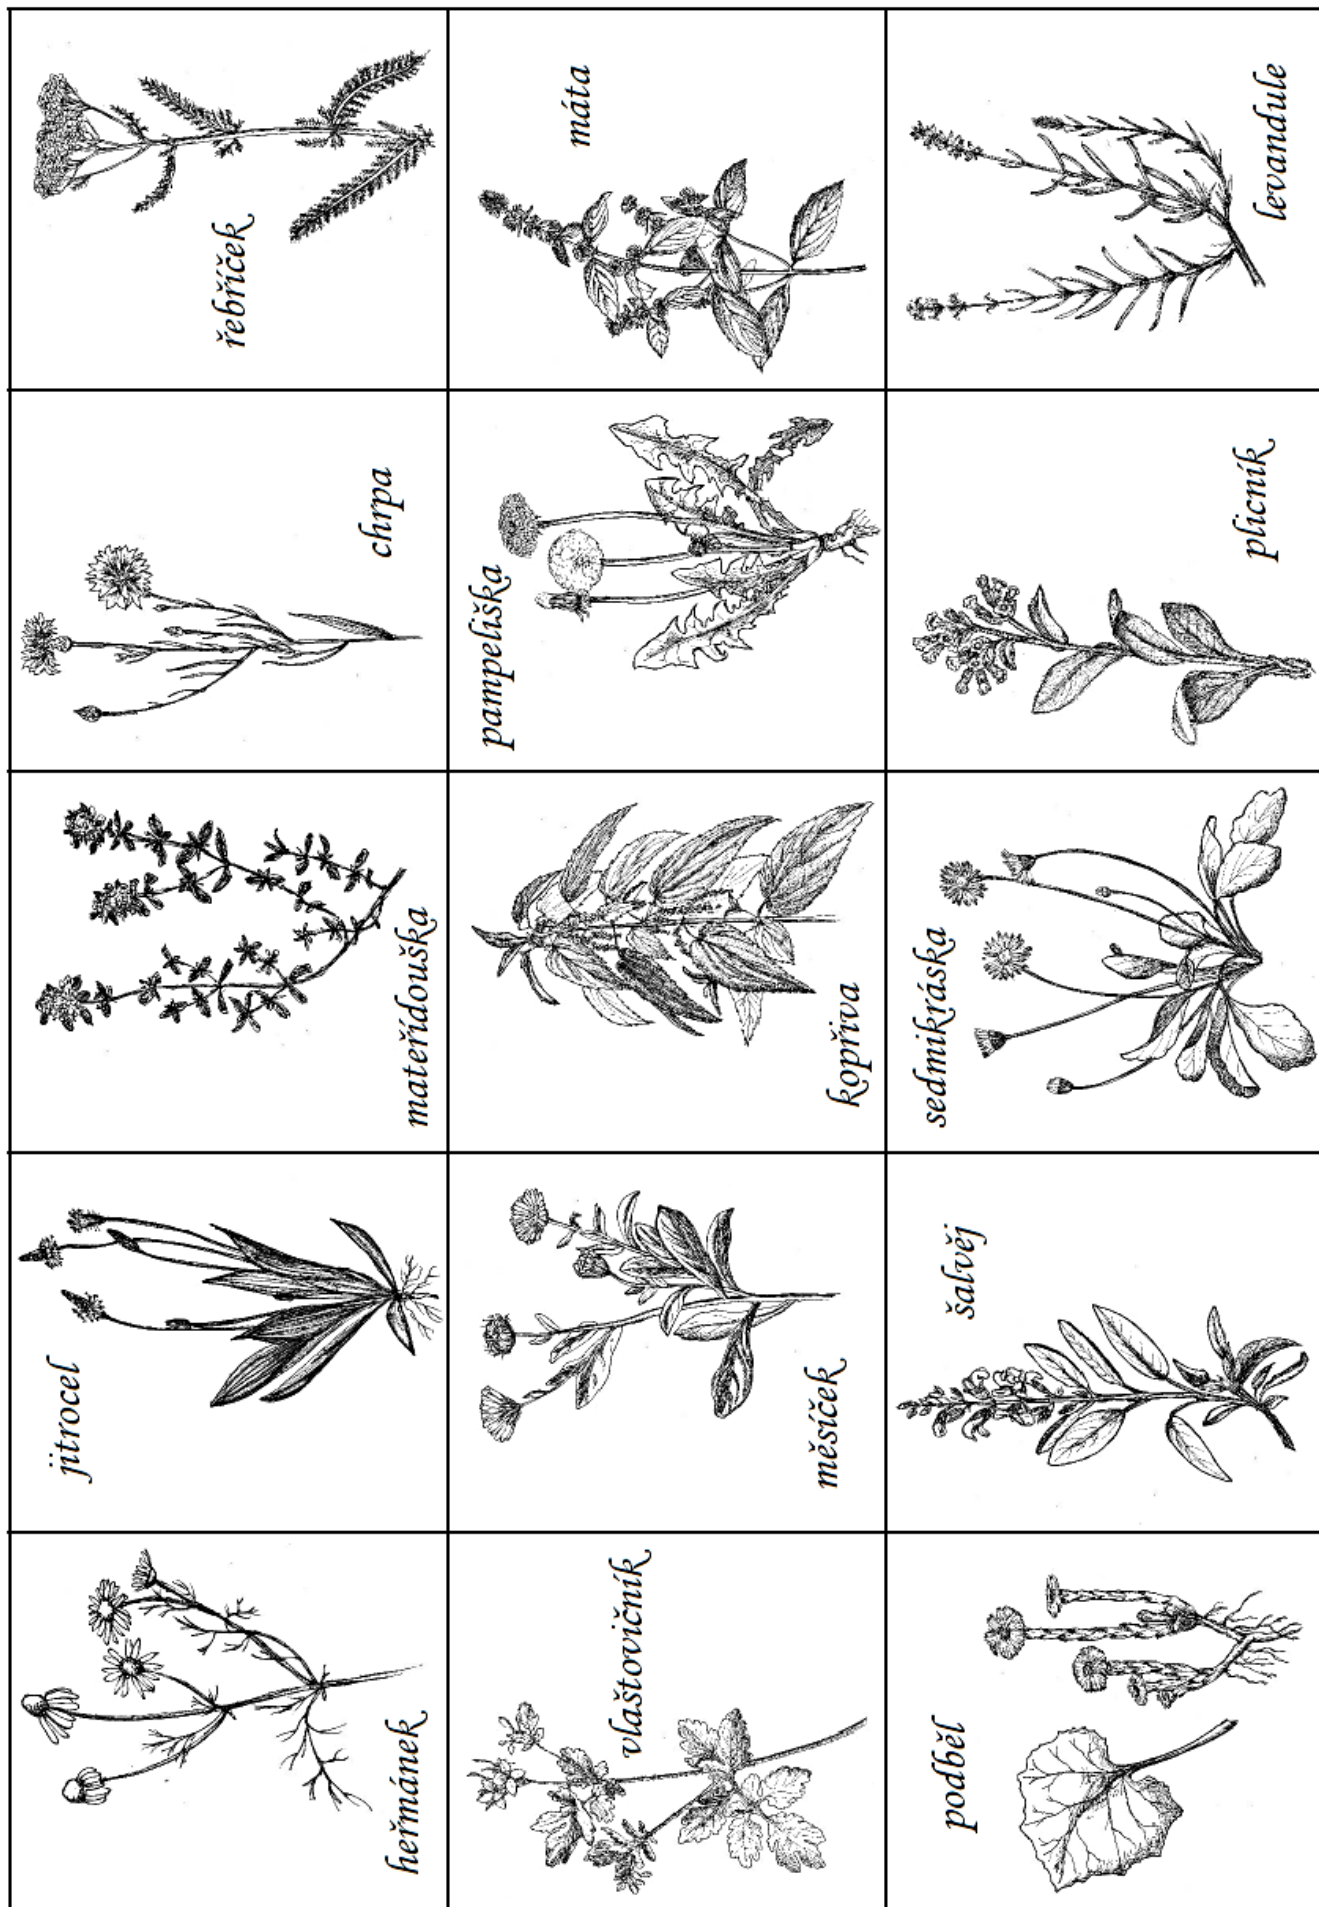 heřmánek
jitrocel
mateřídouška
chrpa
řebříček
vlaštovičník
měsíček
kopřiva
pampeliška
máta
podběl
šalvěj
sedmikráska
plicník
levandule